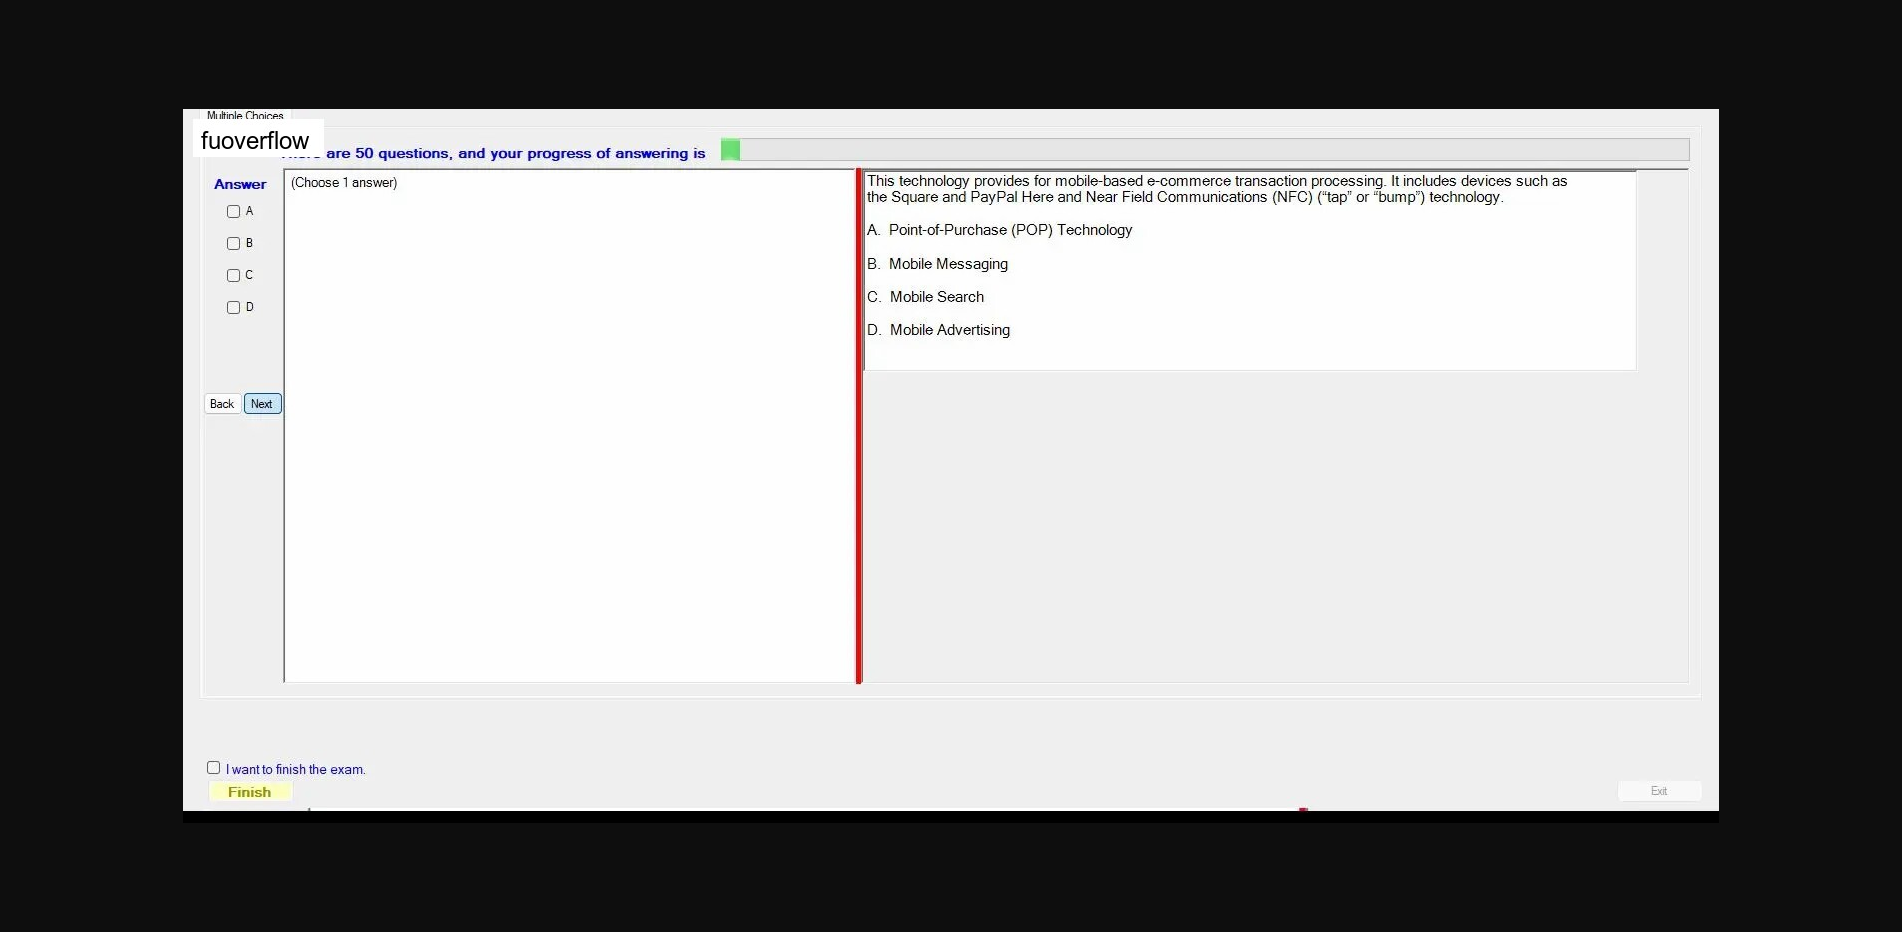 Multiple Choices
fuoverflow
are 50 questions, and your progress of answering is
Answer
(Choose 1 answer)
A
B
C
D
Back
Next
This technology provides for mobile-based e-commerce transaction processing. It includes devices such as
the Square and PayPal Here and Near Field Communications (NFC) (“tap” or “bump”) technology.
A. Point-of-Purchase (POP) Technology
B. Mobile Messaging
C. Mobile Search
D. Mobile Advertising
I want to finish the exam.
Finish
Exit